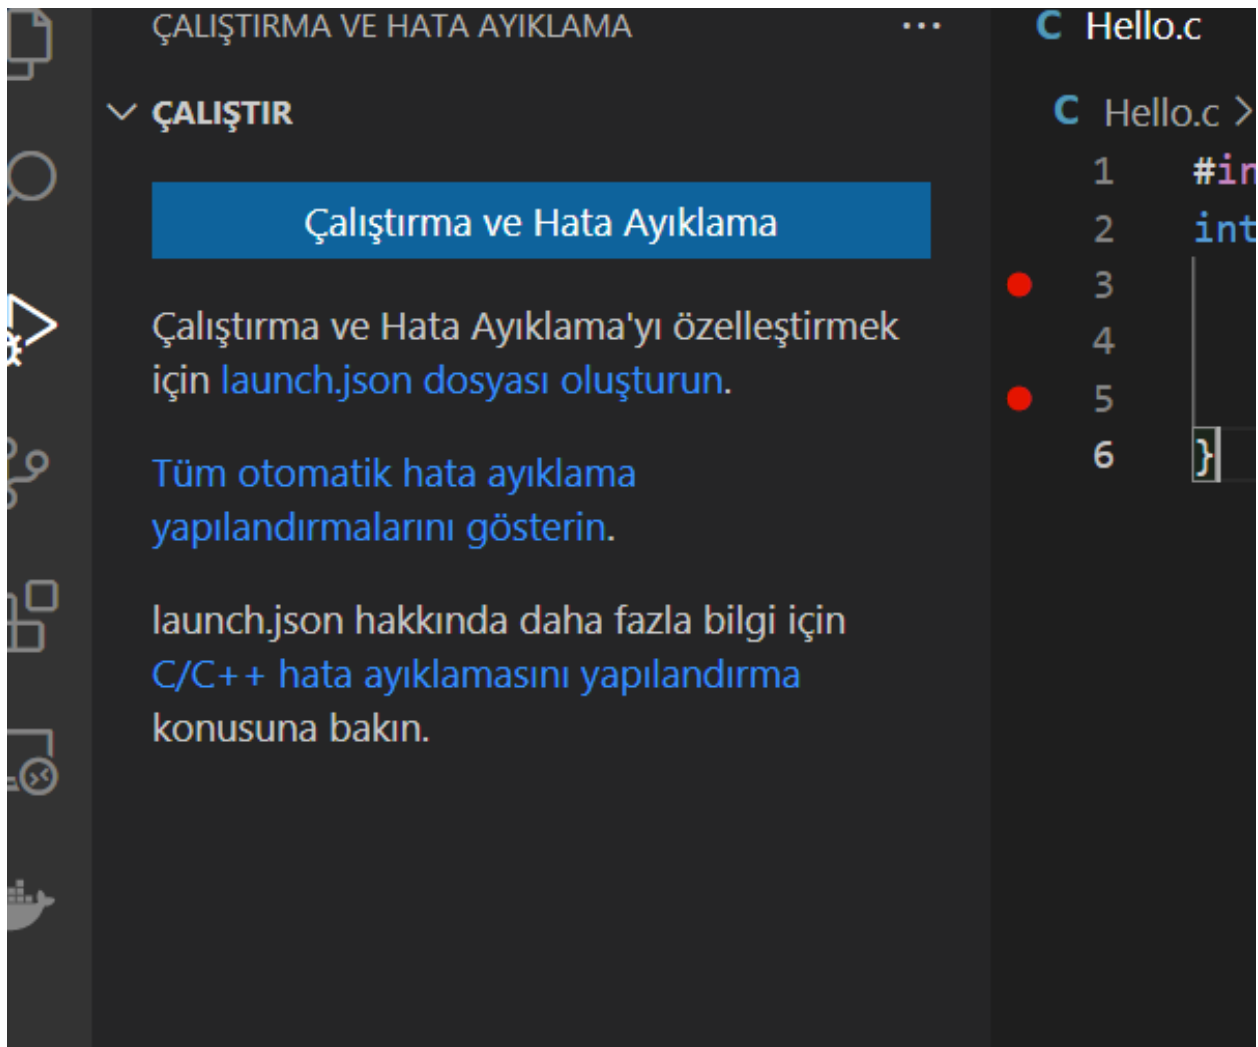 ÇALIŞTIRMA VE HATA AYIKLAMA ...
ÇALIŞTIR
Çalıştırma ve Hata Ayıklama
Çalıştırma ve Hata Ayıklama'yı özelleştirmek
için launch.json dosyası oluşturun.
Tüm otomatik hata ayıklama
yapılandırmalarını gösterin.
launch.json hakkında daha fazla bilgi için
C/C++ hata ayıklamasını yapılandırma
konusuna bakın.
C Hello.c
C Hello.c >
1 #in
2 int
3
4
5
6 }